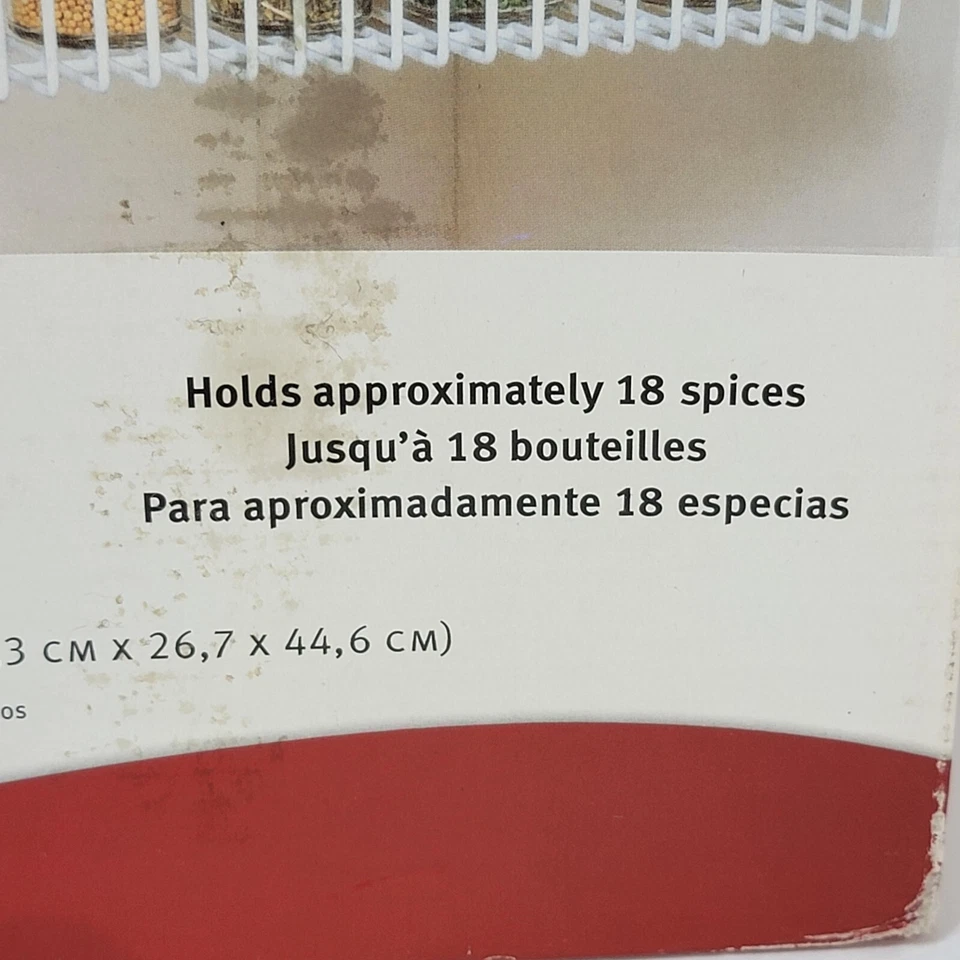 Holds approximately 18 spices
Jusqu'à 18 bouteilles
Para aproximadamente 18 especias
3 CM X 26,7 X 44,6 CM)
os